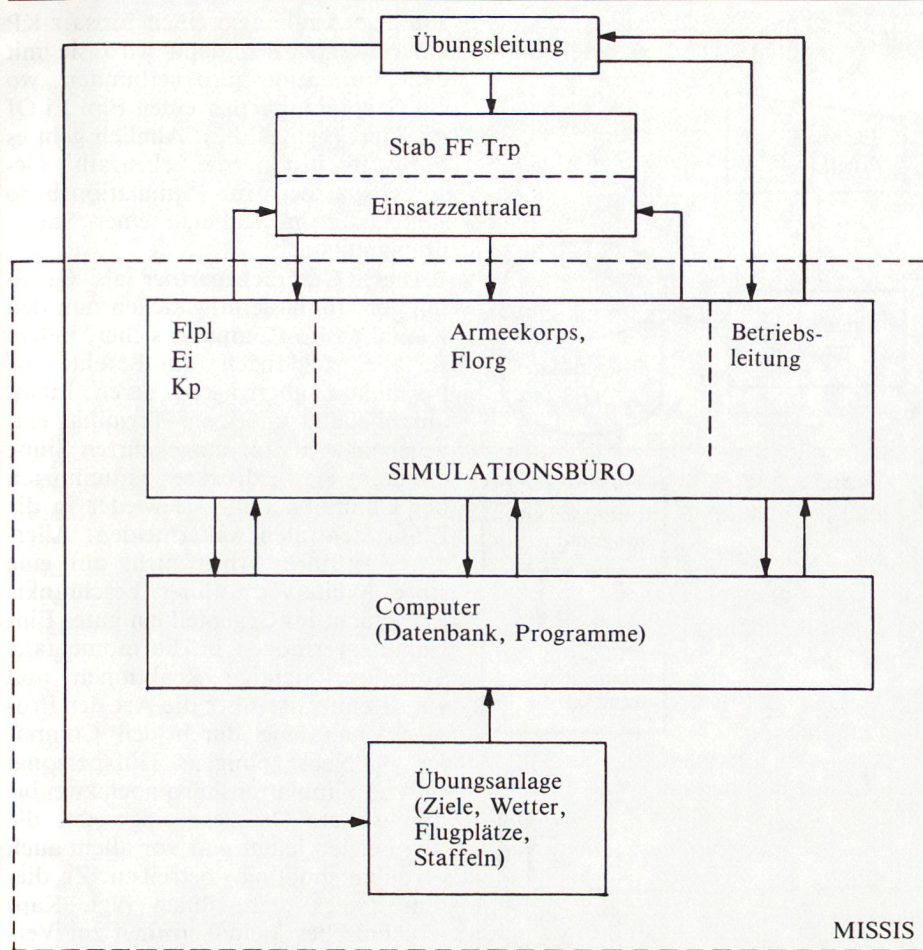 Übungsleitung
Stab FF Trp
Einsatzzentralen
Flpl
Ei
Kp
Armeekorps,
Florg
Betriebs-
leitung
SIMULATIONSBÜRO
Computer
(Datenbank, Programme)
Übungsanlage
(Ziele, Wetter,
Flugplätze,
Staffeln)
MISSIS